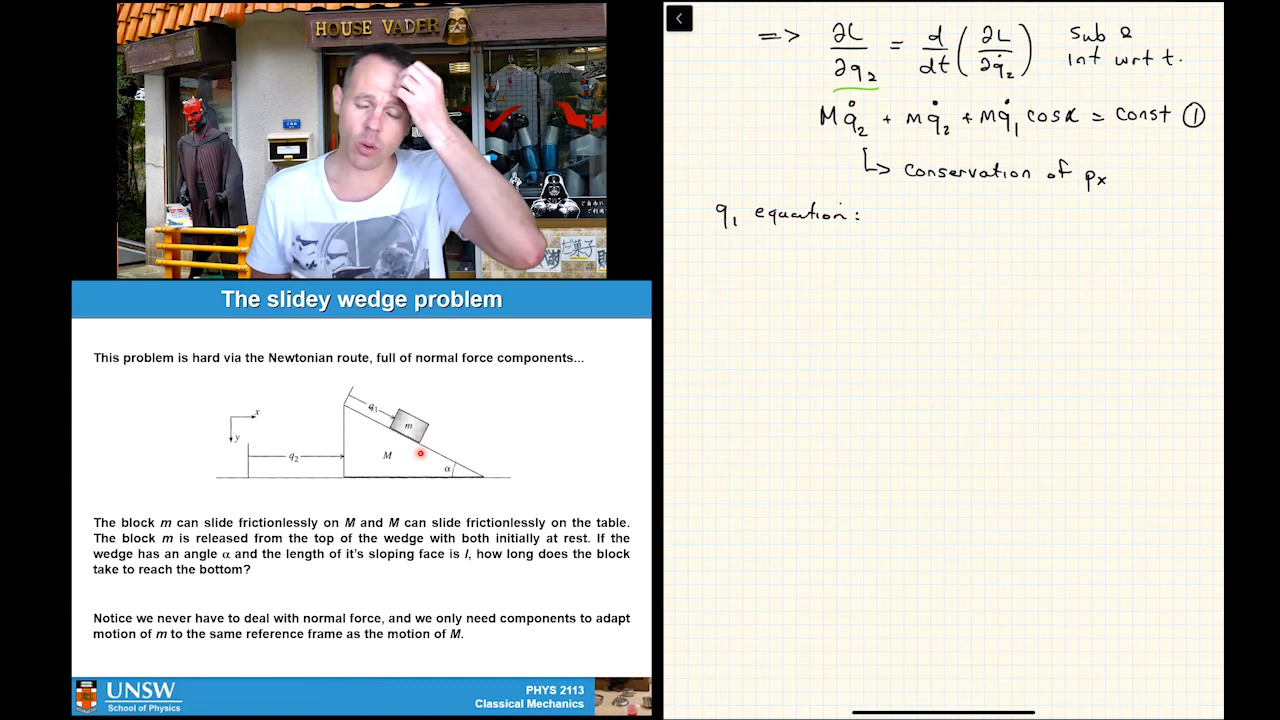 HOUSE VADER
だ菓子
The slidey wedge problem
This problem is hard via the Newtonian route, full of normal force components...
x
y
q₁
m
q₂
M
α
The block m can slide frictionlessly on M and M can slide frictionlessly on the table.
The block m is released from the top of the wedge with both initially at rest. If the
wedge has an angle α and the length of it's sloping face is l, how long does the block
take to reach the bottom?
Notice we never have to deal with normal force, and we only need components to adapt
motion of m to the same reference frame as the motion of M.
UNSW
School of Physics
PHYS 2113
Classical Mechanics
=> ∂L/∂q₂ = d/dt (∂L/∂q̇₂) Sub &
Int wrt t.
Mq̇₂ + mq̇₂ + mq̇₁ cosα = const ①
↳ conservation of px
q₁ equation: